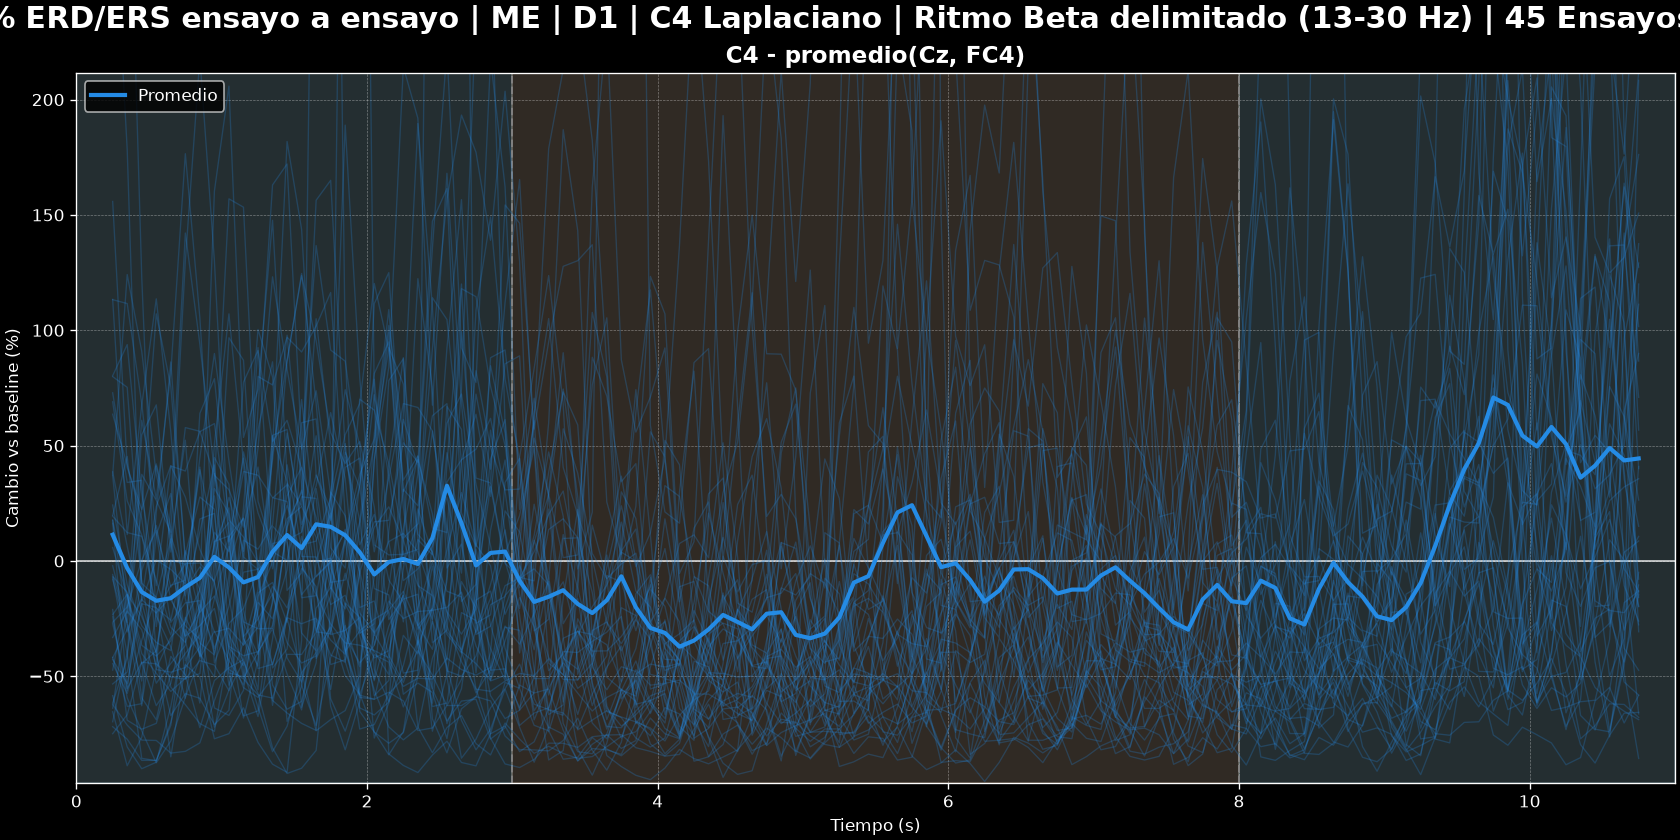 % ERD/ERS ensayo a ensayo | ME | D1 | C4 Laplaciano | Ritmo Beta delimitado (13-30 Hz) | 45 Ensayos
C4 - promedio(Cz, FC4)
Promedio
200
150
100
50
0
−50
Cambio vs baseline (%)
0 2 4 6 8 10
Tiempo (s)